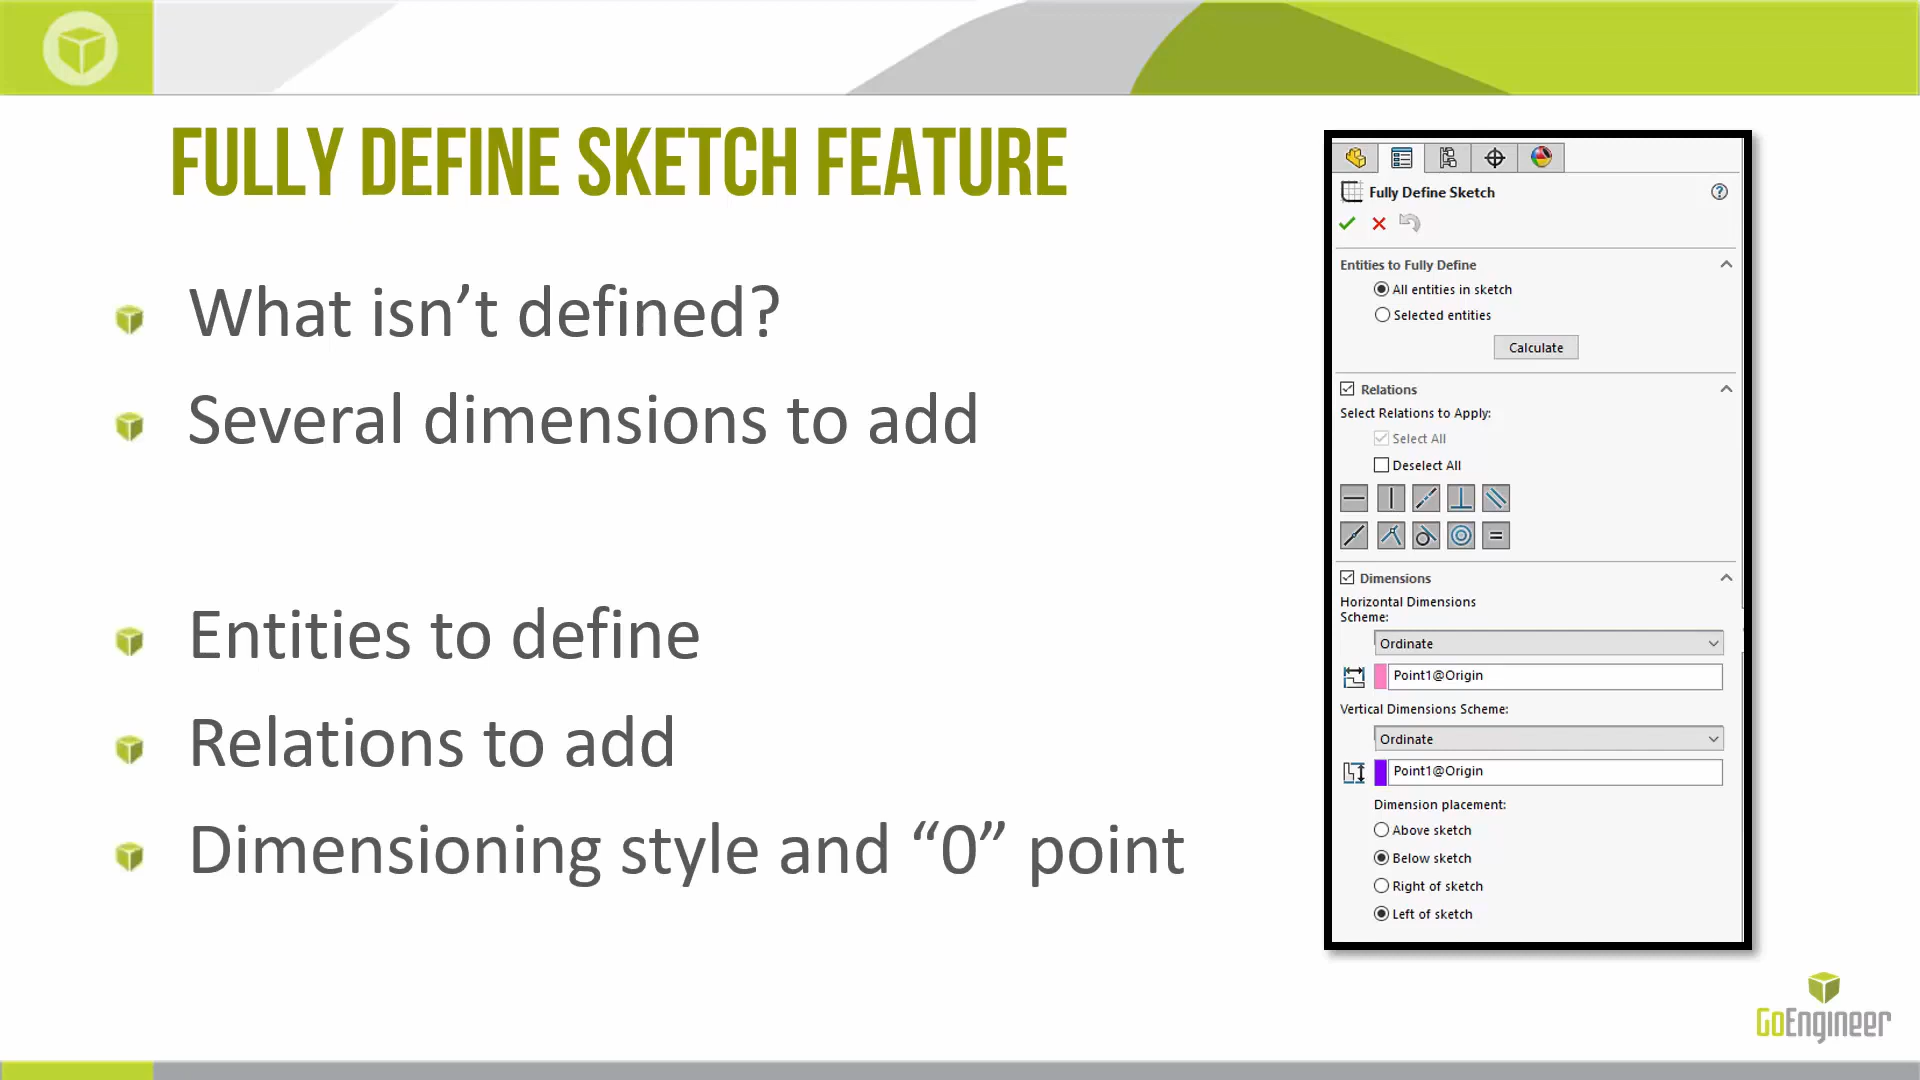 FULLY DEFINE SKETCH FEATURE
What isn’t defined?
Several dimensions to add
Entities to define
Relations to add
Dimensioning style and “0” point
Fully Define Sketch
Entities to Fully Define
All entities in sketch
Selected entities
Calculate
Relations
Select Relations to Apply:
Select All
Deselect All
Dimensions
Horizontal Dimensions
Scheme:
Ordinate
Point1@Origin
Vertical Dimensions Scheme:
Ordinate
Point1@Origin
Dimension placement:
Above sketch
Below sketch
Right of sketch
Left of sketch
GoEngineer